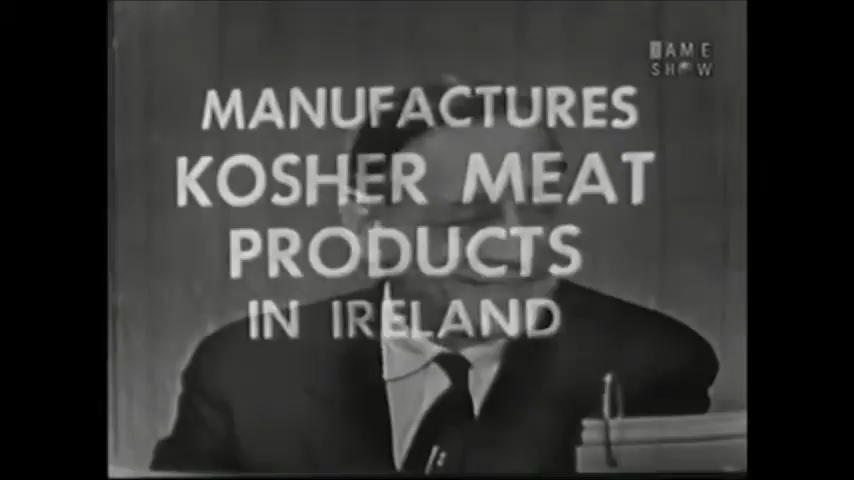 MANUFACTURES
KOSHER MEAT
PRODUCTS
IN IRELAND
GAME
SHOW